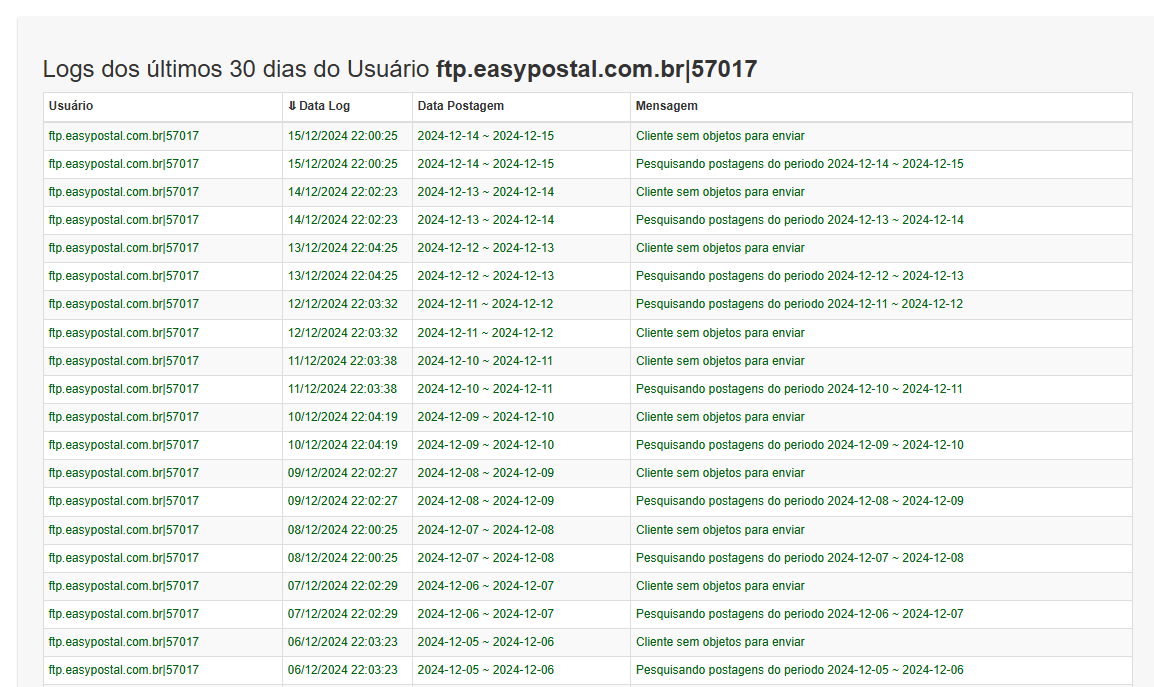 Logs dos últimos 30 dias do Usuário ftp.easypostal.com.br|57017
Usuário ⇓ Data Log Data Postagem Mensagem
ftp.easypostal.com.br|57017 15/12/2024 22:00:25 2024-12-14 ~ 2024-12-15 Cliente sem objetos para enviar
ftp.easypostal.com.br|57017 15/12/2024 22:00:25 2024-12-14 ~ 2024-12-15 Pesquisando postagens do periodo 2024-12-14 ~ 2024-12-15
ftp.easypostal.com.br|57017 14/12/2024 22:02:23 2024-12-13 ~ 2024-12-14 Cliente sem objetos para enviar
ftp.easypostal.com.br|57017 14/12/2024 22:02:23 2024-12-13 ~ 2024-12-14 Pesquisando postagens do periodo 2024-12-13 ~ 2024-12-14
ftp.easypostal.com.br|57017 13/12/2024 22:04:25 2024-12-12 ~ 2024-12-13 Cliente sem objetos para enviar
ftp.easypostal.com.br|57017 13/12/2024 22:04:25 2024-12-12 ~ 2024-12-13 Pesquisando postagens do periodo 2024-12-12 ~ 2024-12-13
ftp.easypostal.com.br|57017 12/12/2024 22:03:32 2024-12-11 ~ 2024-12-12 Pesquisando postagens do periodo 2024-12-11 ~ 2024-12-12
ftp.easypostal.com.br|57017 12/12/2024 22:03:32 2024-12-11 ~ 2024-12-12 Cliente sem objetos para enviar
ftp.easypostal.com.br|57017 11/12/2024 22:03:38 2024-12-10 ~ 2024-12-11 Cliente sem objetos para enviar
ftp.easypostal.com.br|57017 11/12/2024 22:03:38 2024-12-10 ~ 2024-12-11 Pesquisando postagens do periodo 2024-12-10 ~ 2024-12-11
ftp.easypostal.com.br|57017 10/12/2024 22:04:19 2024-12-09 ~ 2024-12-10 Cliente sem objetos para enviar
ftp.easypostal.com.br|57017 10/12/2024 22:04:19 2024-12-09 ~ 2024-12-10 Pesquisando postagens do periodo 2024-12-09 ~ 2024-12-10
ftp.easypostal.com.br|57017 09/12/2024 22:02:27 2024-12-08 ~ 2024-12-09 Cliente sem objetos para enviar
ftp.easypostal.com.br|57017 09/12/2024 22:02:27 2024-12-08 ~ 2024-12-09 Pesquisando postagens do periodo 2024-12-08 ~ 2024-12-09
ftp.easypostal.com.br|57017 08/12/2024 22:00:25 2024-12-07 ~ 2024-12-08 Cliente sem objetos para enviar
ftp.easypostal.com.br|57017 08/12/2024 22:00:25 2024-12-07 ~ 2024-12-08 Pesquisando postagens do periodo 2024-12-07 ~ 2024-12-08
ftp.easypostal.com.br|57017 07/12/2024 22:02:29 2024-12-06 ~ 2024-12-07 Cliente sem objetos para enviar
ftp.easypostal.com.br|57017 07/12/2024 22:02:29 2024-12-06 ~ 2024-12-07 Pesquisando postagens do periodo 2024-12-06 ~ 2024-12-07
ftp.easypostal.com.br|57017 06/12/2024 22:03:23 2024-12-05 ~ 2024-12-06 Cliente sem objetos para enviar
ftp.easypostal.com.br|57017 06/12/2024 22:03:23 2024-12-05 ~ 2024-12-06 Pesquisando postagens do periodo 2024-12-05 ~ 2024-12-06